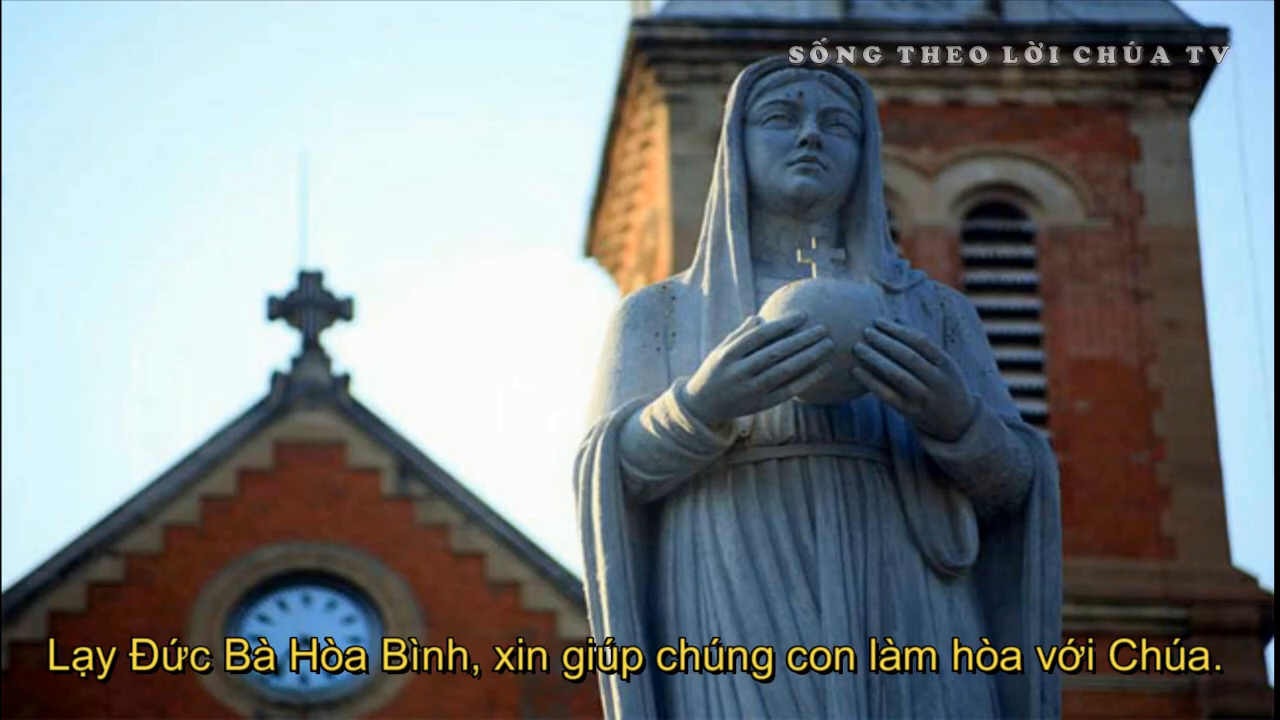 SỐNG THEO LỜI CHÚA TV
Lạy Đức Bà Hòa Bình, xin giúp chúng con làm hòa với Chúa.